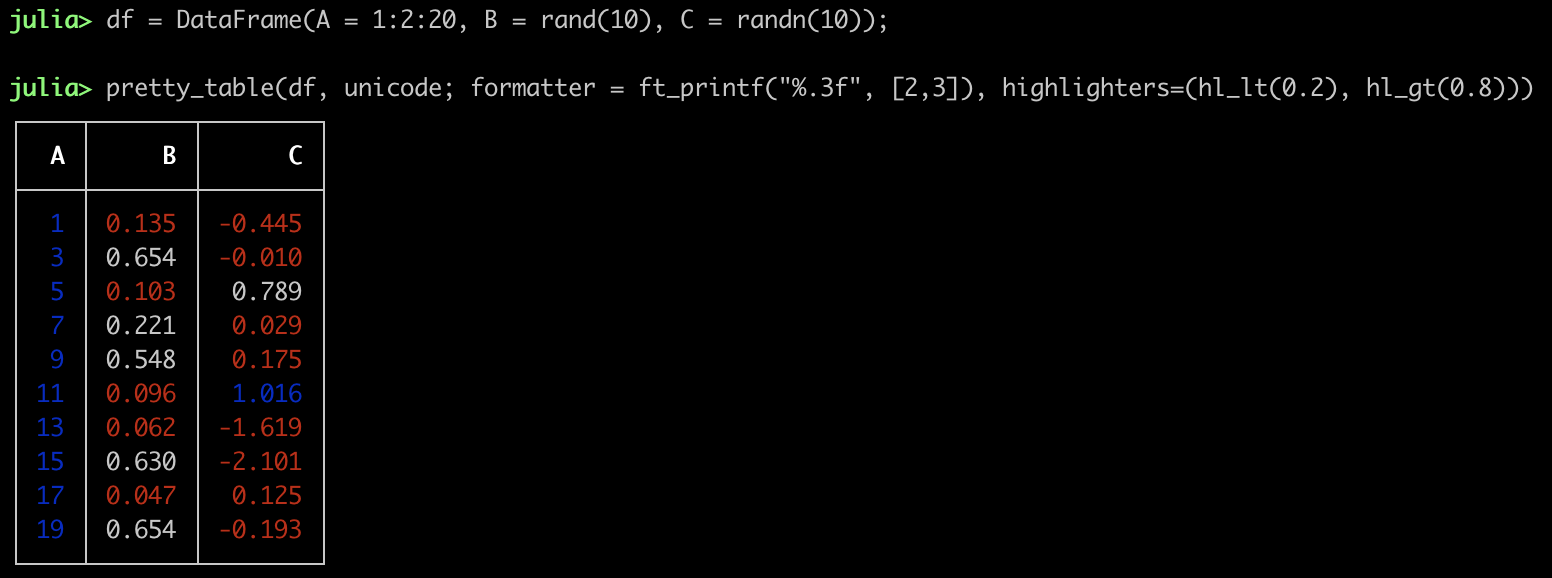 julia> df = DataFrame(A = 1:2:20, B = rand(10), C = randn(10));
julia> pretty_table(df, unicode; formatter = ft_printf("%.3f", [2,3]), highlighters=(hl_lt(0.2), hl_gt(0.8)))
A B C
1 0.135 -0.445
3 0.654 -0.010
5 0.103 0.789
7 0.221 0.029
9 0.548 0.175
11 0.096 1.016
13 0.062 -1.619
15 0.630 -2.101
17 0.047 0.125
19 0.654 -0.193